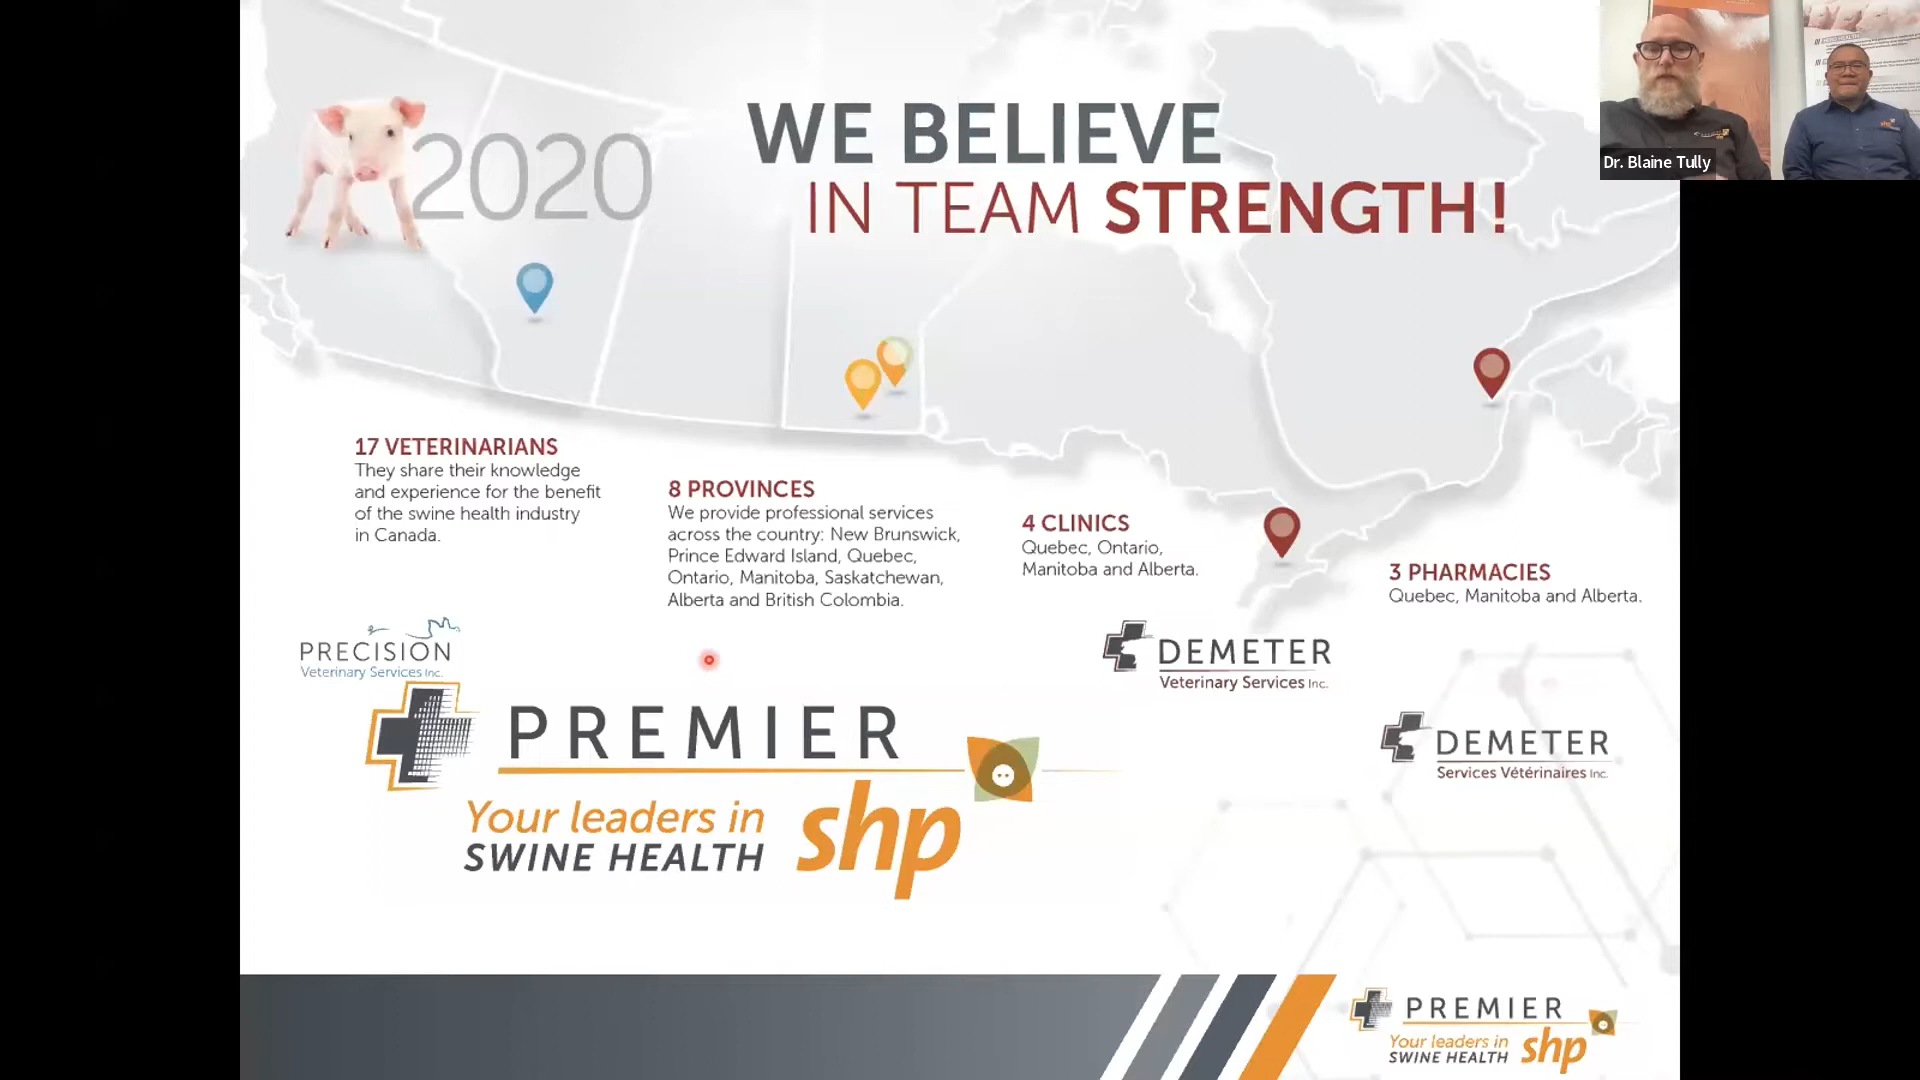 2020
WE BELIEVE
IN TEAM STRENGTH!
Dr. Blaine Tully
17 VETERINARIANS
They share their knowledge
and experience for the benefit
of the swine health industry
in Canada.
8 PROVINCES
We provide professional services
across the country: New Brunswick,
Prince Edward Island, Quebec,
Ontario, Manitoba, Saskatchewan,
Alberta and British Colombia.
4 CLINICS
Quebec, Ontario,
Manitoba and Alberta.
3 PHARMACIES
Quebec, Manitoba and Alberta.
PRECISION
Veterinary Services Inc.
DEMETER
Veterinary Services Inc.
DEMETER
Services Vétérinaires Inc.
PREMIER
Your leaders in
SWINE HEALTH
shp
PREMIER
Your leaders in
SWINE HEALTH
shp